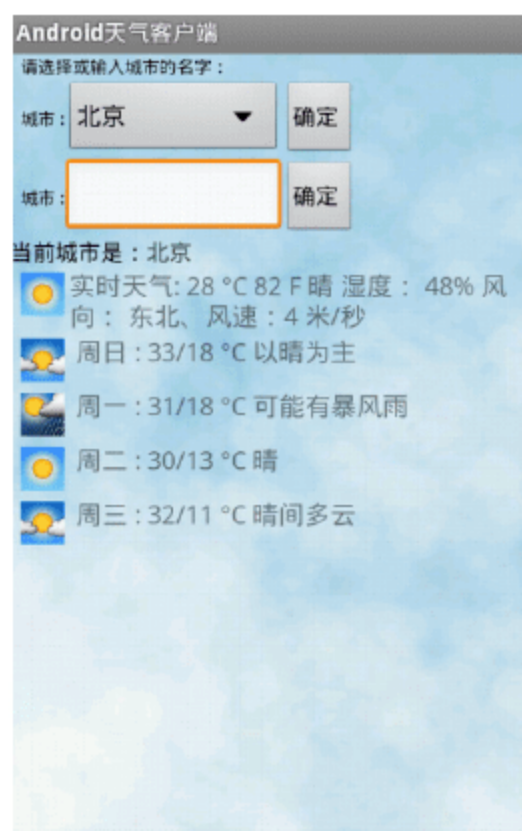 Android天气客户端
请选择或输入城市的名字：
城市： 北京 确定
城市： 确定
当前城市是：北京
实时天气: 28 °C 82 F 晴 湿度： 48% 风
向： 东北、风速：4 米/秒
周日 : 33/18 °C 以晴为主
周一 : 31/18 °C 可能有暴风雨
周二 : 30/13 °C 晴
周三 : 32/11 °C 晴间多云